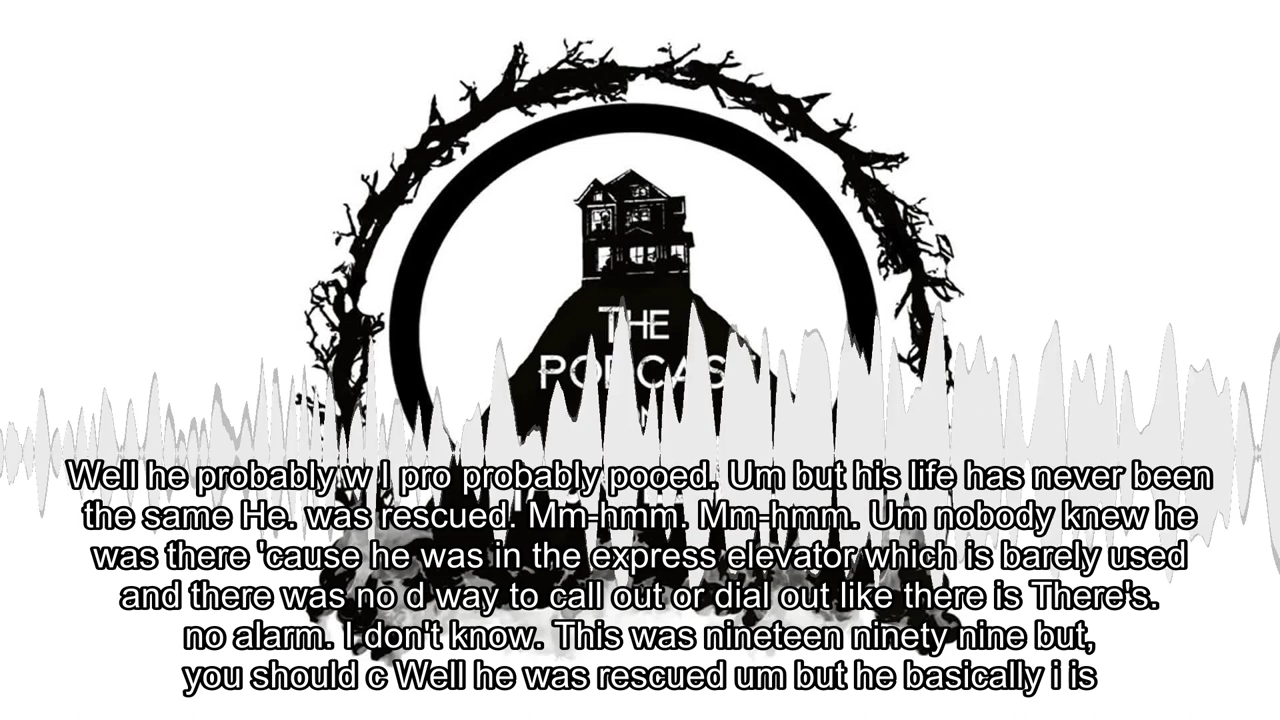 THE
PODCAST
Well he probably w I pro probably pooed. Um but his life has never been
the same He. was rescued. Mm-hmm. Mm-hmm. Um nobody knew he
was there 'cause he was in the express elevator which is barely used
and there was no d way to call out or dial out like there is There's.
no alarm. I don't know. This was nineteen ninety nine but,
you should c Well he was rescued um but he basically i is